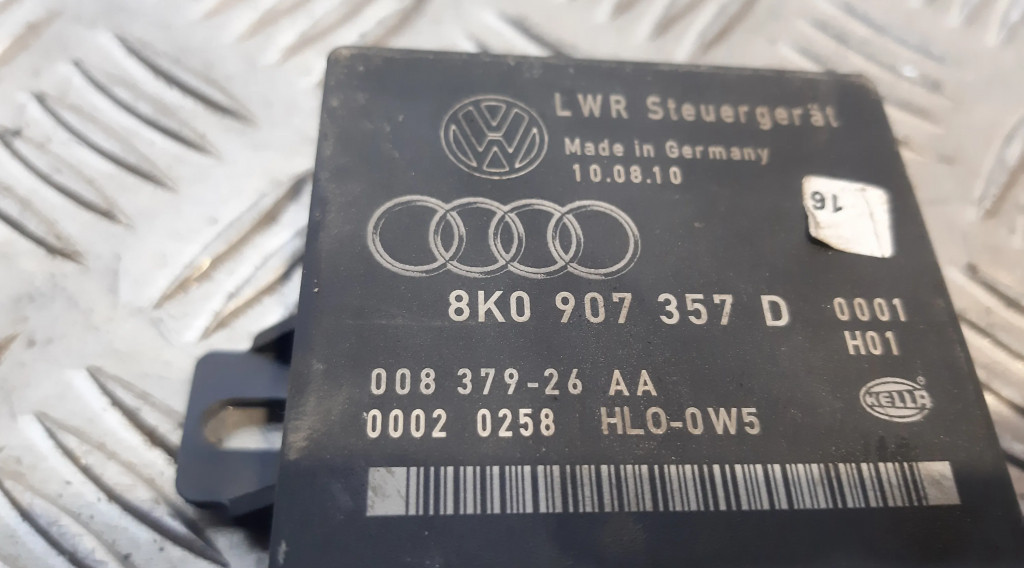 LWR Steuergerät
Made in Germany
10.08.10
16
8K0 907 357 D 0001
H01
008 379-26 AA
0002 0258 HLO-0W5
HELLA